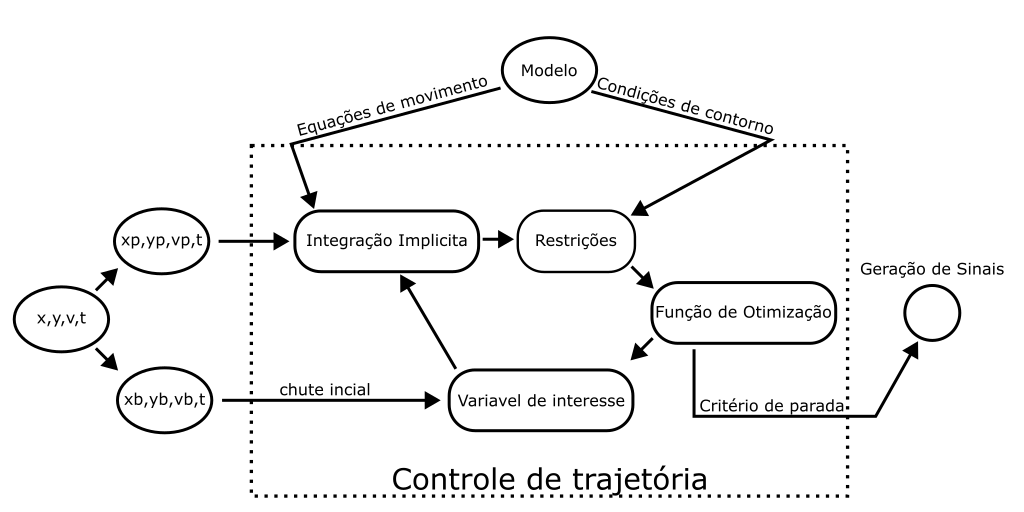 Modelo
Equações de movimento
Condições de contorno
xp,yp,vp,t
Integração Implicita
Restrições
Geração de Sinais
x,y,v,t
Função de Otimização
xb,yb,vb,t
chute incial
Variavel de interesse
Critério de parada
Controle de trajetória